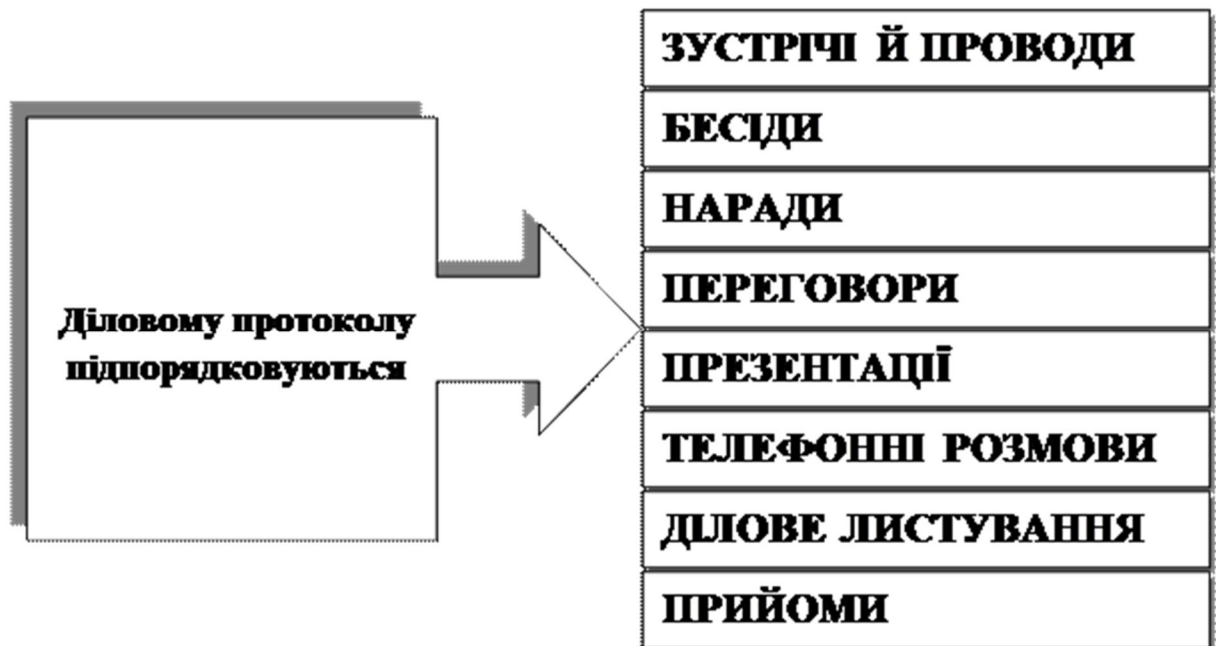 Діловому протоколу
підпорядковуються
ЗУСТРІЧІ Й ПРОВОДИ
БЕСІДИ
НАРАДИ
ПЕРЕГОВОРИ
ПРЕЗЕНТАЦІЇ
ТЕЛЕФОННІ РОЗМОВИ
ДІЛОВЕ ЛИСТУВАННЯ
ПРИЙОМИ